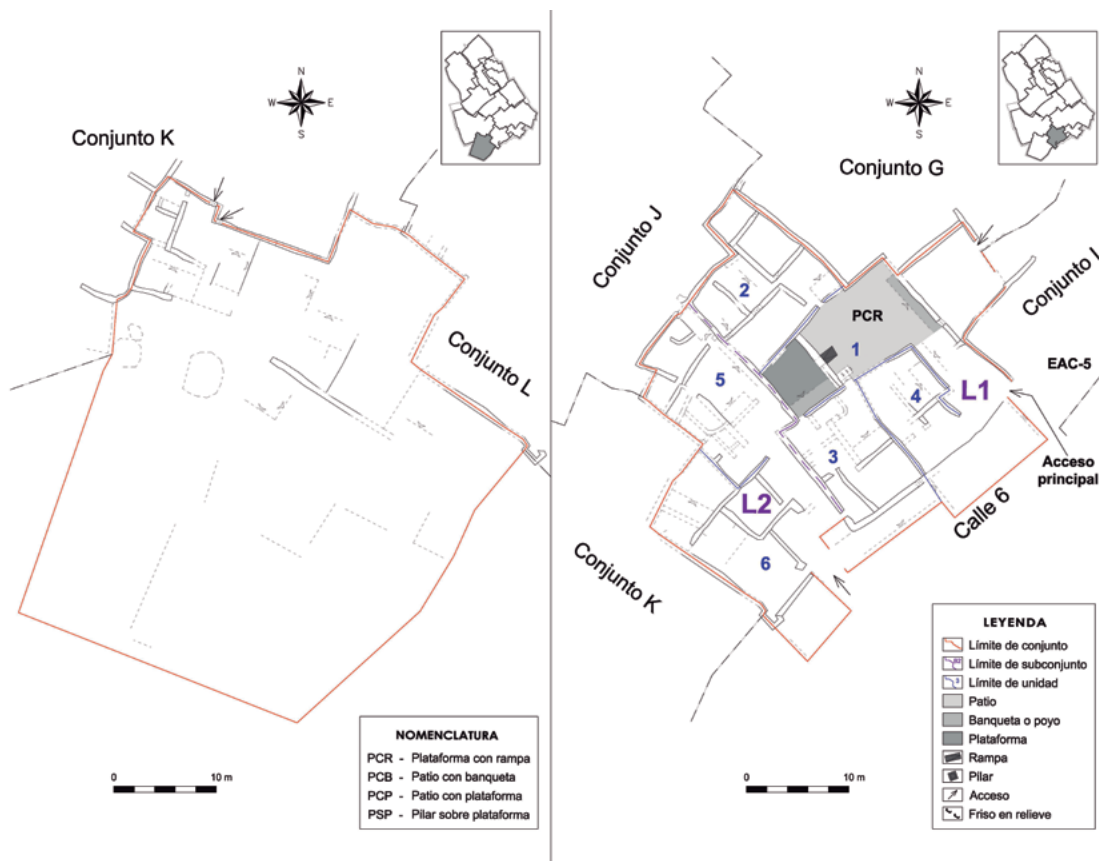 N
W E
S
Conjunto K
Conjunto L
NOMENCLATURA
PCR - Plataforma con rampa
PCB - Patio con banqueta
PCP - Patio con plataforma
PSP - Pilar sobre plataforma
0 10 m
N
W E
S
Conjunto G
Conjunto J
Conjunto I
2
PCR
1
EAC-5
5
L1
4
Acceso
principal
3
L2
Calle 6
6
Conjunto K
LEYENDA
Límite de conjunto
Límite de subconjunto
3 Límite de unidad
Patio
Banqueta o poyo
Plataforma
Rampa
Pilar
Acceso
Friso en relieve
0 10 m